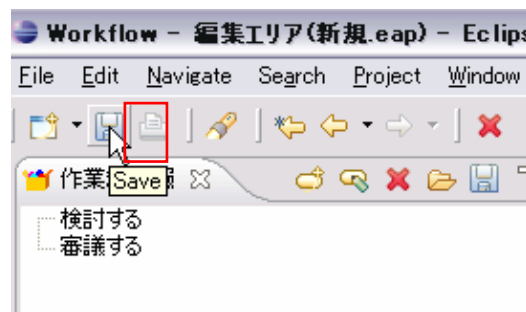 Workflow - 編集エリア(新規.eap) - Eclips
File Edit Navigate Search Project Window
作業
Save
検討する
審議する